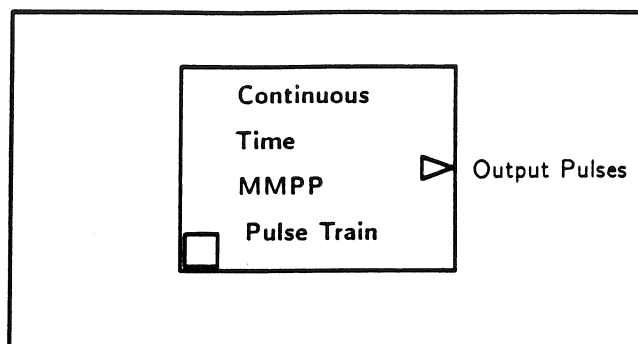 Continuous
Time
MMPP
Pulse Train
Output Pulses